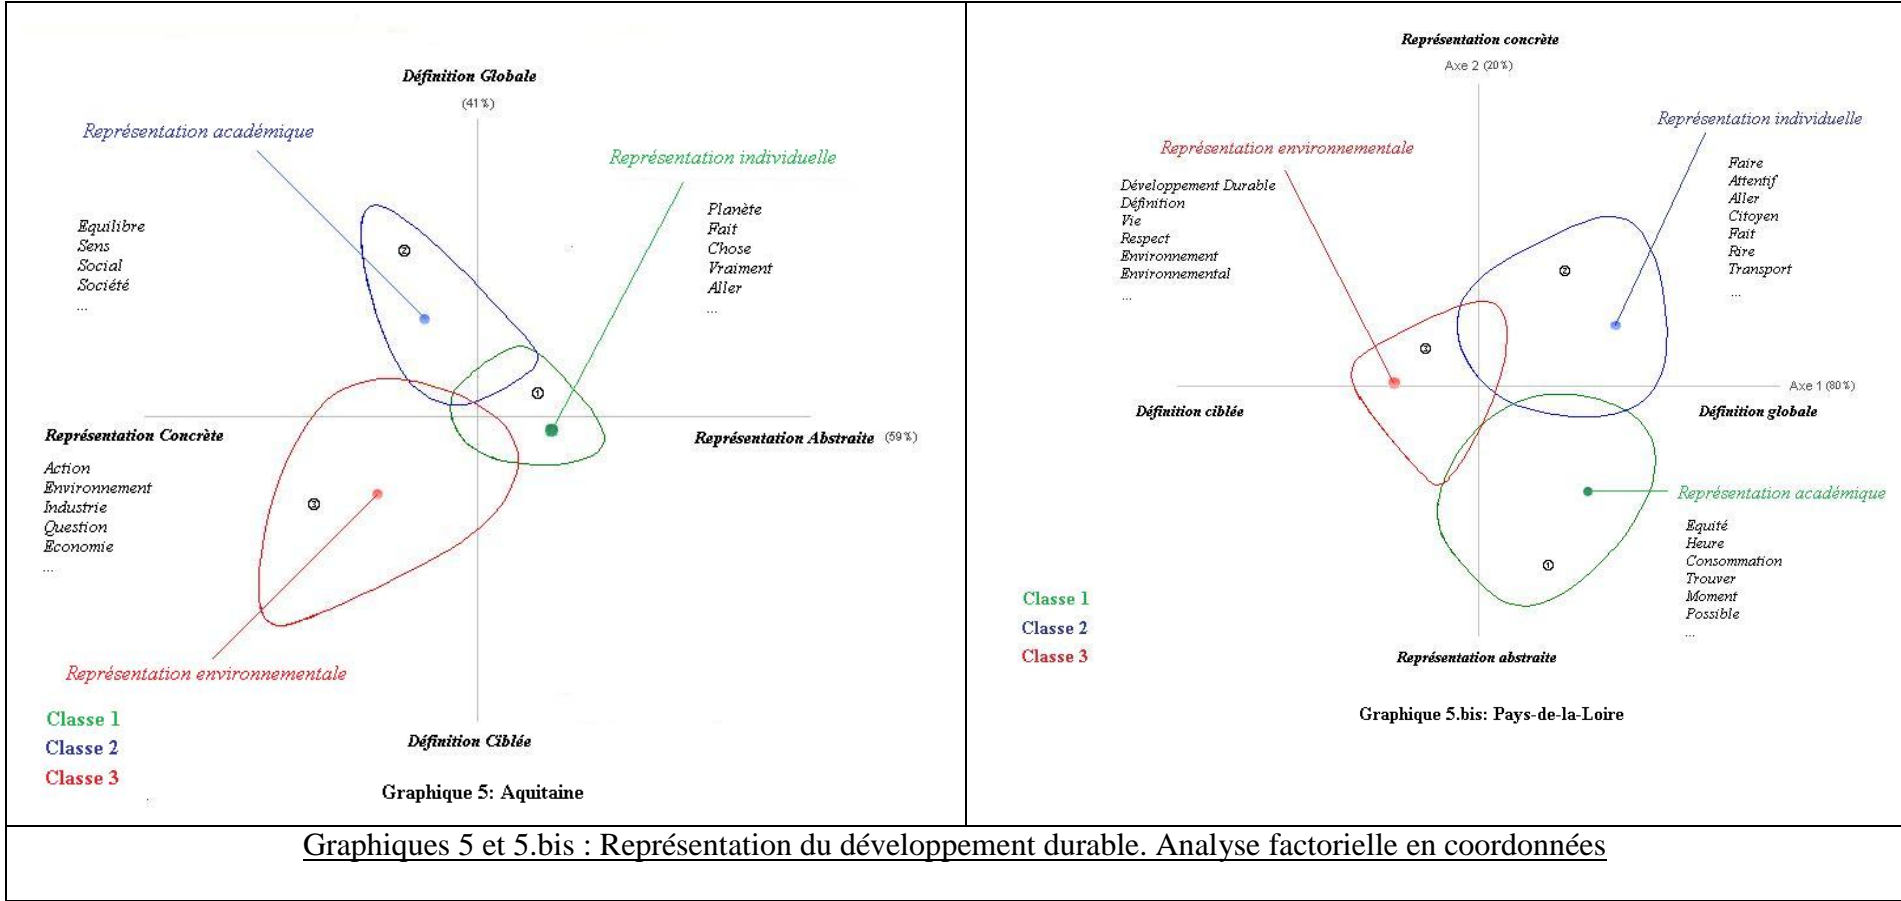 Définition Globale
(41%)
Représentation académique
Représentation individuelle
Equilibre
Sens
Social
Société
...
Planète
Fait
Chose
Vraiment
Aller
...
2
1
3
Représentation Concrète
Représentation Abstraite (59%)
Action
Environnement
Industrie
Question
Economie
...
Représentation environnementale
Classe 1
Classe 2
Classe 3
Définition Ciblée
Graphique 5: Aquitaine
Représentation concrète
Axe 2 (20%)
Représentation individuelle
Représentation environnementale
Développement Durable
Définition
Vie
Respect
Environnement
Environnemental
...
Faire
Attentif
Aller
Citoyen
Fait
Rire
Transport
...
2
3
Axe 1 (80%)
Définition ciblée
Définition globale
Représentation académique
Equité
Heure
Consommation
Trouver
Moment
Possible
...
1
Classe 1
Classe 2
Classe 3
Représentation abstraite
Graphique 5.bis: Pays-de-la-Loire
Graphiques 5 et 5.bis : Représentation du développement durable. Analyse factorielle en coordonnées